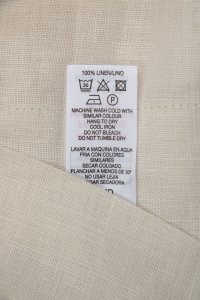 100% LINEN/LINO
MACHINE WASH COLD WITH
SIMILAR COLOUR
HANG TO DRY
COOL IRON
DO NOT BLEACH
DO NOT TUMBLE DRY
LAVAR A MAQUINA EN AQUA
FRIA CON COLORES
SIMILARES
SECAR COLGADO
PLANCHAR A MENOS DE 30°
NO USAR LEJIA
USAR SECADORA